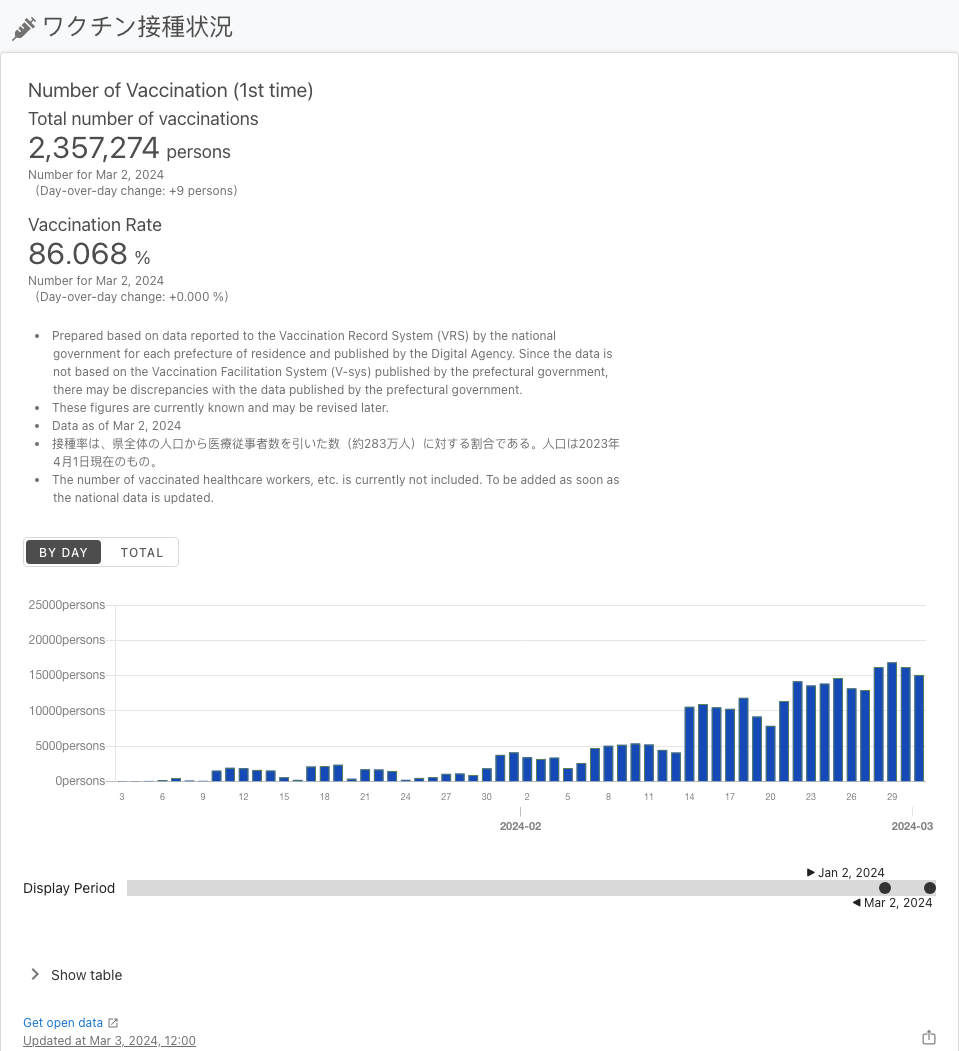 ワクチン接種状況
Number of Vaccination (1st time)
Total number of vaccinations
2,357,274 persons
Number for Mar 2, 2024
(Day-over-day change: +9 persons)
Vaccination Rate
86.068 %
Number for Mar 2, 2024
(Day-over-day change: +0.000 %)
Prepared based on data reported to the Vaccination Record System (VRS) by the national
government for each prefecture of residence and published by the Digital Agency. Since the data is
not based on the Vaccination Facilitation System (V-sys) published by the prefectural government,
there may be discrepancies with the data published by the prefectural government.
These figures are currently known and may be revised later.
Data as of Mar 2, 2024
接種率は、県全体の人口から医療従事者数を引いた数（約283万人）に対する割合である。人口は2023年
4月1日現在のもの。
The number of vaccinated healthcare workers, etc. is currently not included. To be added as soon as
the national data is updated.
BY DAY TOTAL
25000persons
20000persons
15000persons
10000persons
5000persons
0persons
3 6 9 12 15 18 21 24 27 30 2 5 8 11 14 17 20 23 26 29
2024-02 2024-03
Jan 2, 2024
Display Period
Mar 2, 2024
Show table
Get open data
Updated at Mar 3, 2024, 12:00